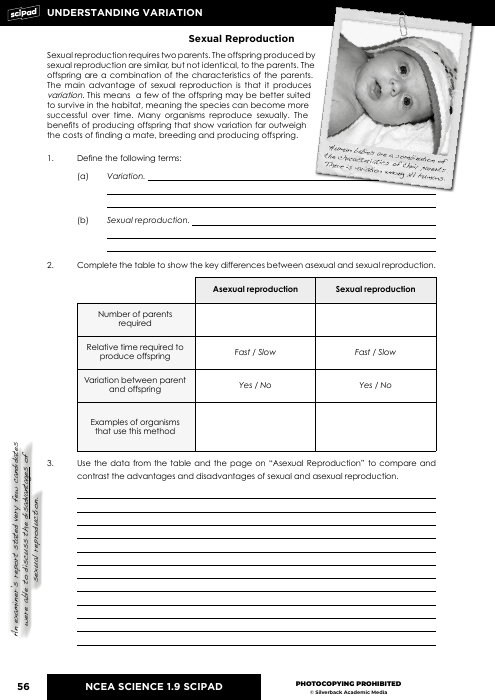 scipad
UNDERSTANDING VARIATION
Sexual Reproduction
Sexual reproduction requires two parents. The offspring produced by
sexual reproduction are similar, but not identical, to the parents. The
offspring are a combination of the characteristics of the parents.
The main advantage of sexual reproduction is that it produces
variation. This means a few of the offspring may be better suited
to survive in the habitat, meaning the species can become more
successful over time. Many organisms reproduce sexually. The
benefits of producing offspring that show variation far outweigh
the costs of finding a mate, breeding and producing offspring.
Human babies are a combination of
the characteristics of their parents.
There is variation among all humans.
1. Define the following terms:
(a) Variation.
(b) Sexual reproduction.
2. Complete the table to show the key differences between asexual and sexual reproduction.
Asexual reproduction Sexual reproduction
Number of parents
required
Relative time required to
produce offspring
Fast / Slow Fast / Slow
Variation between parent
and offspring
Yes / No Yes / No
Examples of organisms
that use this method
3. Use the data from the table and the page on “Asexual Reproduction” to compare and
contrast the advantages and disadvantages of sexual and asexual reproduction.
An examiner's report stated very few candidates
were able to discuss the disadvantages of
sexual reproduction.
56
NCEA SCIENCE 1.9 SCIPAD
PHOTOCOPYING PROHIBITED
© Silverback Academic Media